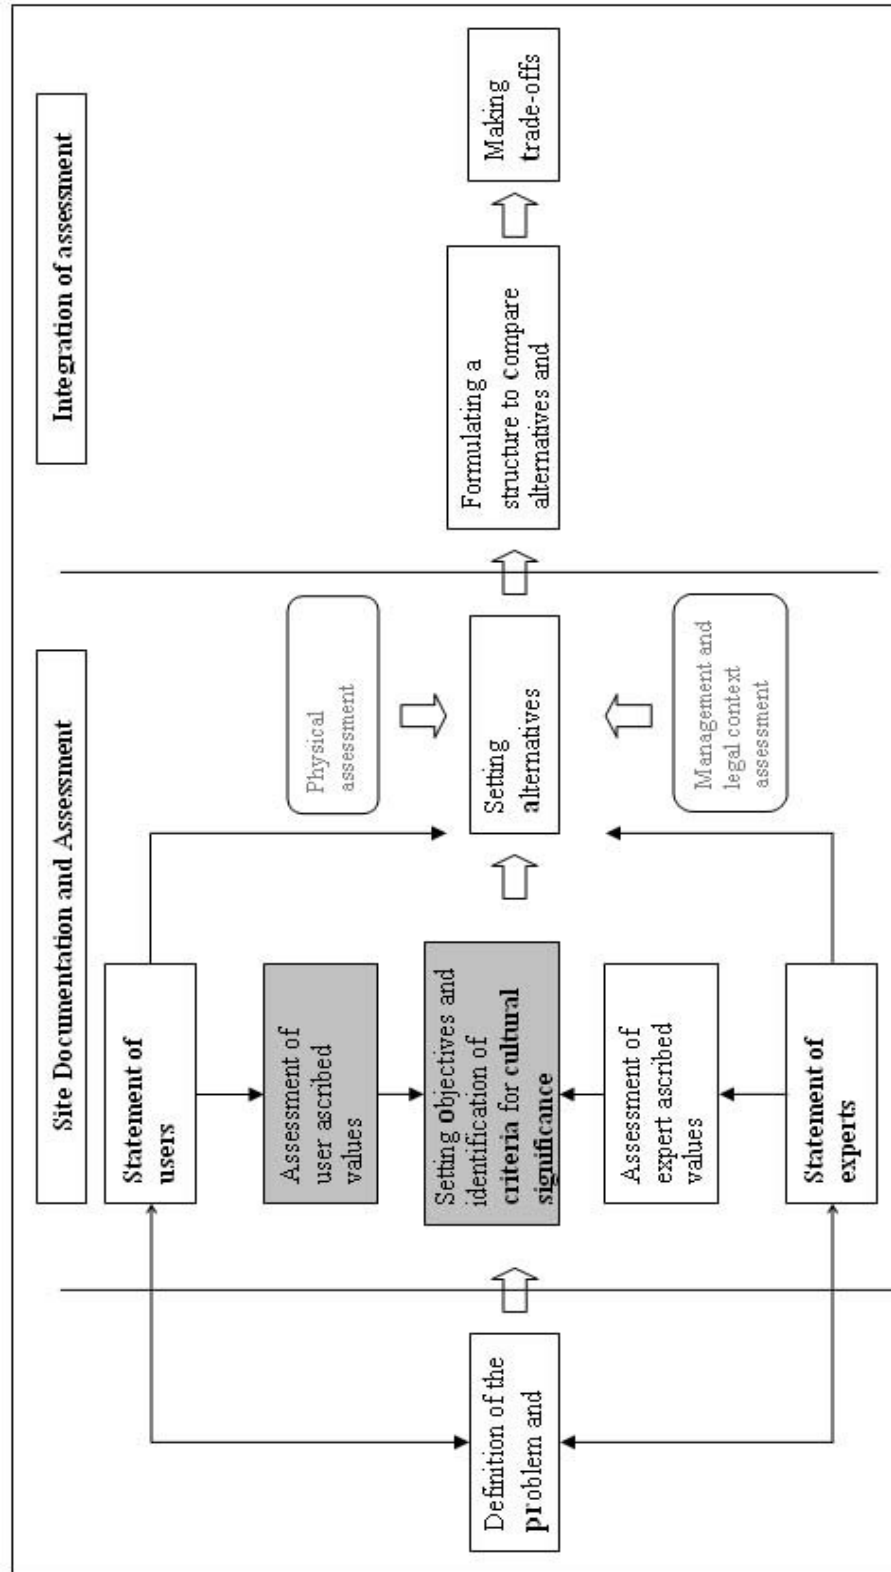 Site Documentation and Assessment
Integration of assessment
Statement of
users
Physical
assessment
Assessment of
user ascribed
values
Definition of the
problem and
Setting Objectives and
identification of
criteria for cultural
significance
Setting
alternatives
Formulating a
structure to Compare
alternatives and
Making
trade-offs
Assessment of
expert ascribed
values
Management and
legal context
assessment
Statement of
experts